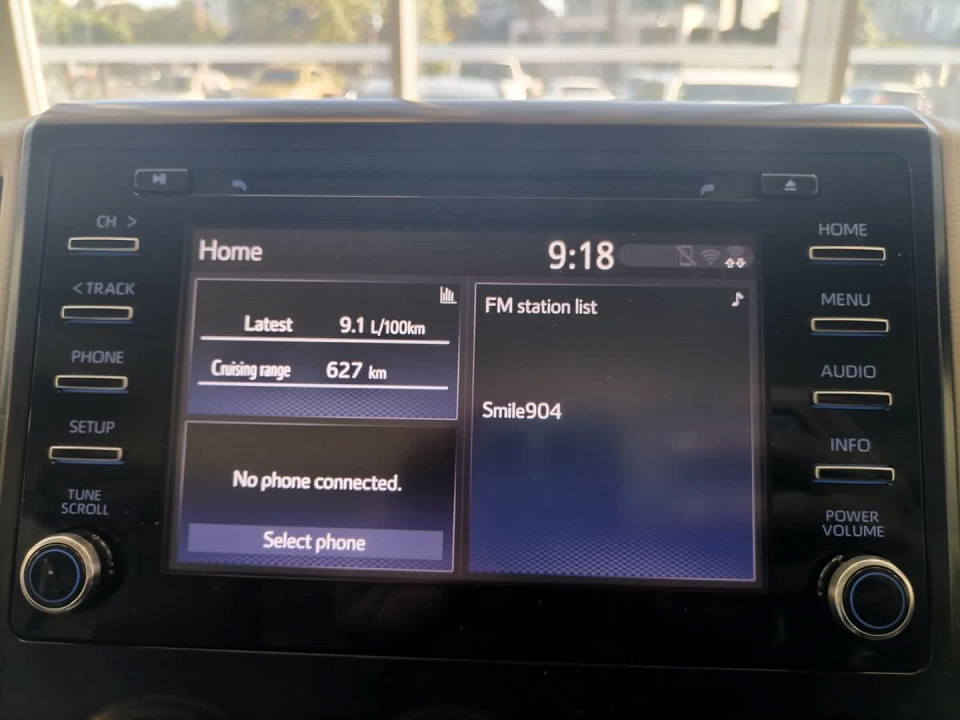 CH >
< TRACK
PHONE
SETUP
TUNE
SCROLL
Home
9:18
Latest 9.1 L/100km
Cruising range 627 km
No phone connected.
Select phone
FM station list
Smile904
HOME
MENU
AUDIO
INFO
POWER
VOLUME